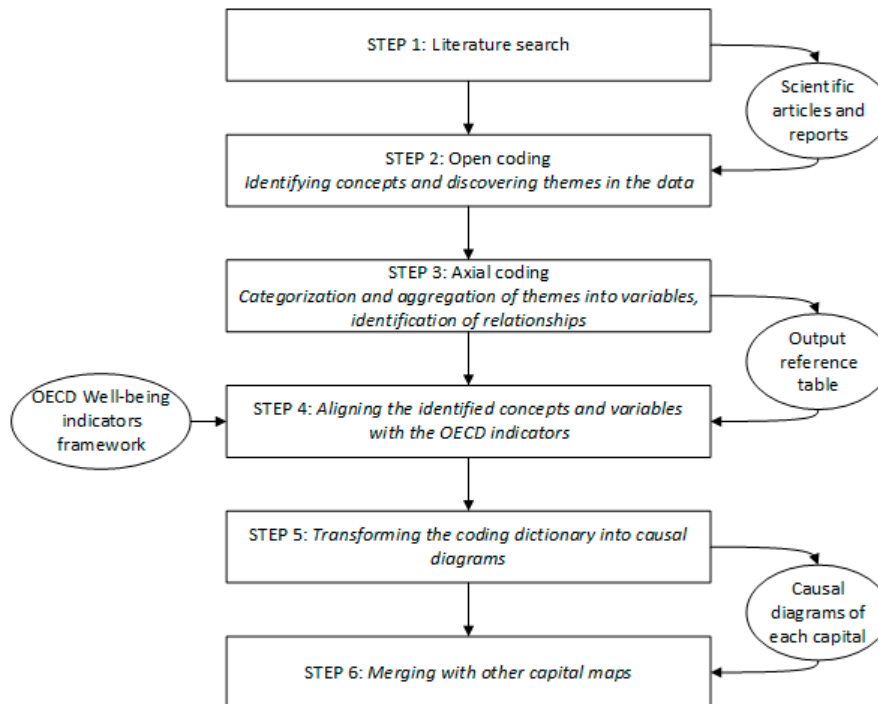 STEP 1: Literature search
Scientific
articles and
reports
STEP 2: Open coding
Identifying concepts and discovering themes in the data
STEP 3: Axial coding
Categorization and aggregation of themes into variables,
identification of relationships
Output
reference
table
OECD Well-being
indicators
framework
STEP 4: Aligning the identified concepts and variables
with the OECD indicators
STEP 5: Transforming the coding dictionary into causal
diagrams
Causal
diagrams of
each capital
STEP 6: Merging with other capital maps